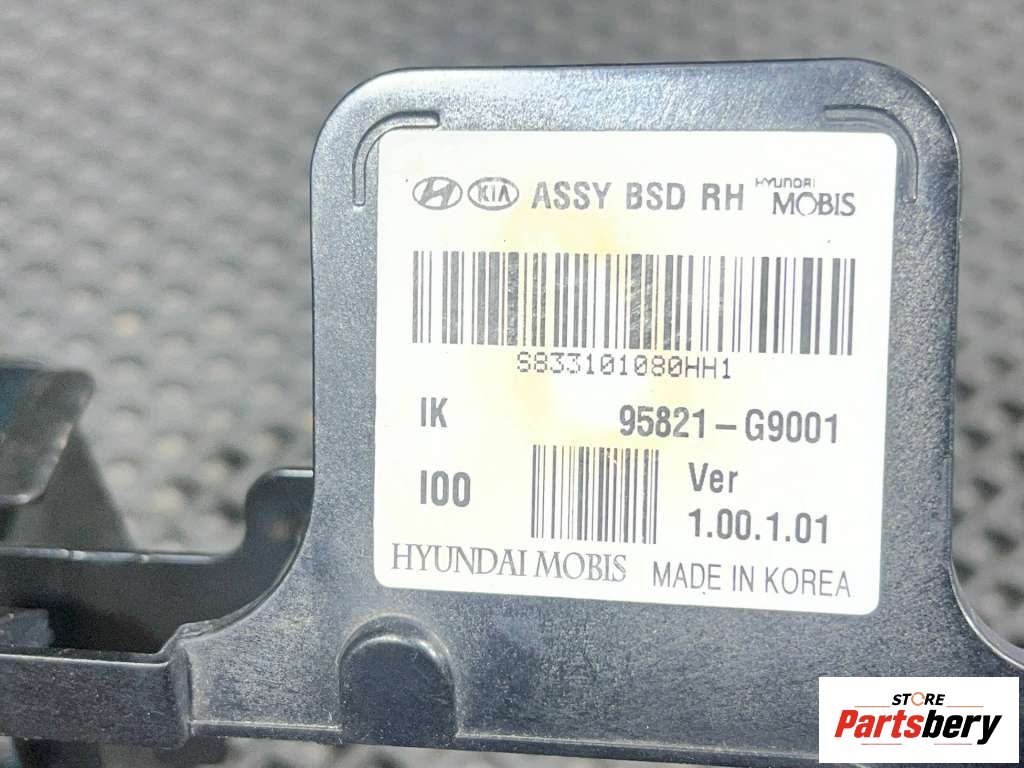 KIA ASSY BSD RH HYUNDAI MOBIS
S833101080HH1
IK 95821-G9001
I00 Ver
1.00.1.01
HYUNDAI MOBIS MADE IN KOREA
STORE
Partsbery